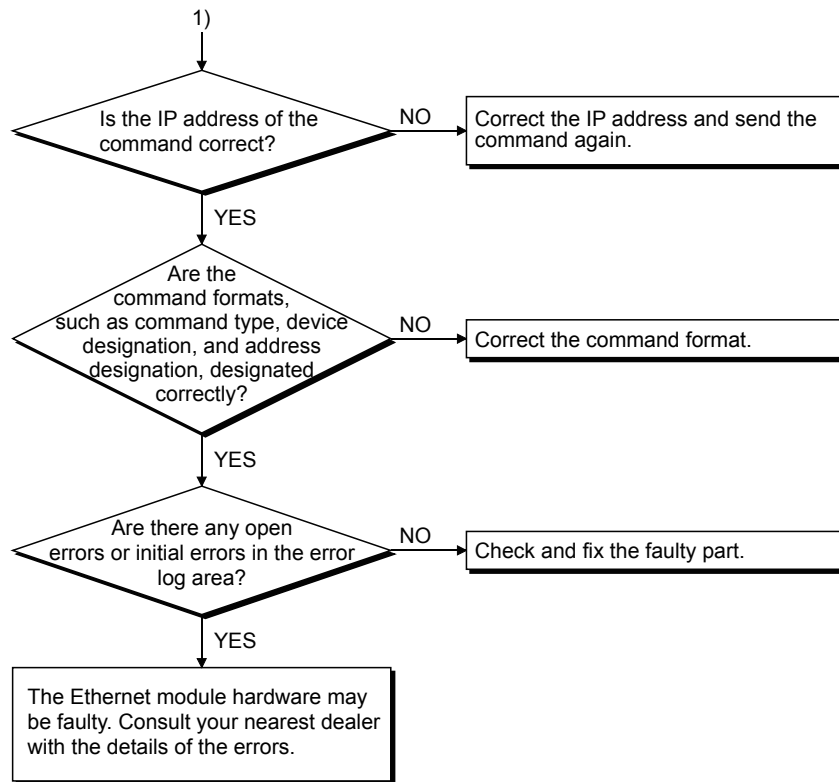 1)
Is the IP address of the
command correct?
NO
Correct the IP address and send the
command again.
YES
Are the
command formats,
such as command type, device
designation, and address
designation, designated
correctly?
NO
Correct the command format.
YES
Are there any open
errors or initial errors in the error
log area?
NO
Check and fix the faulty part.
YES
The Ethernet module hardware may
be faulty. Consult your nearest dealer
with the details of the errors.